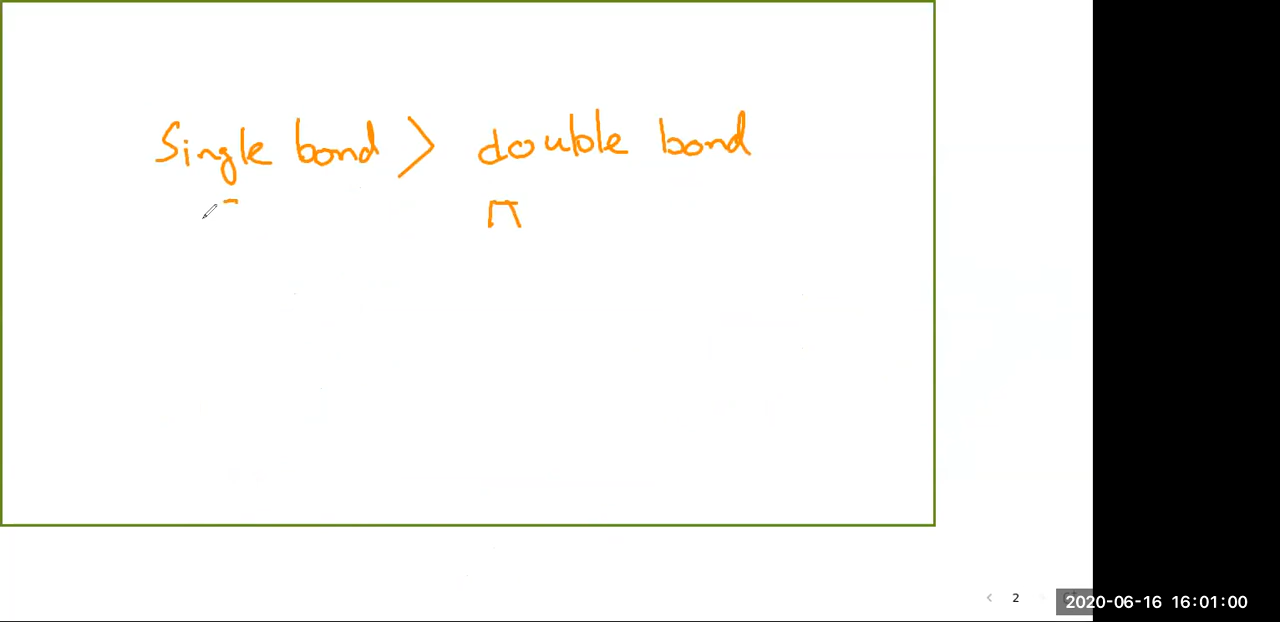 Single bond > double bond
π
2
2020-06-16 16:01:00